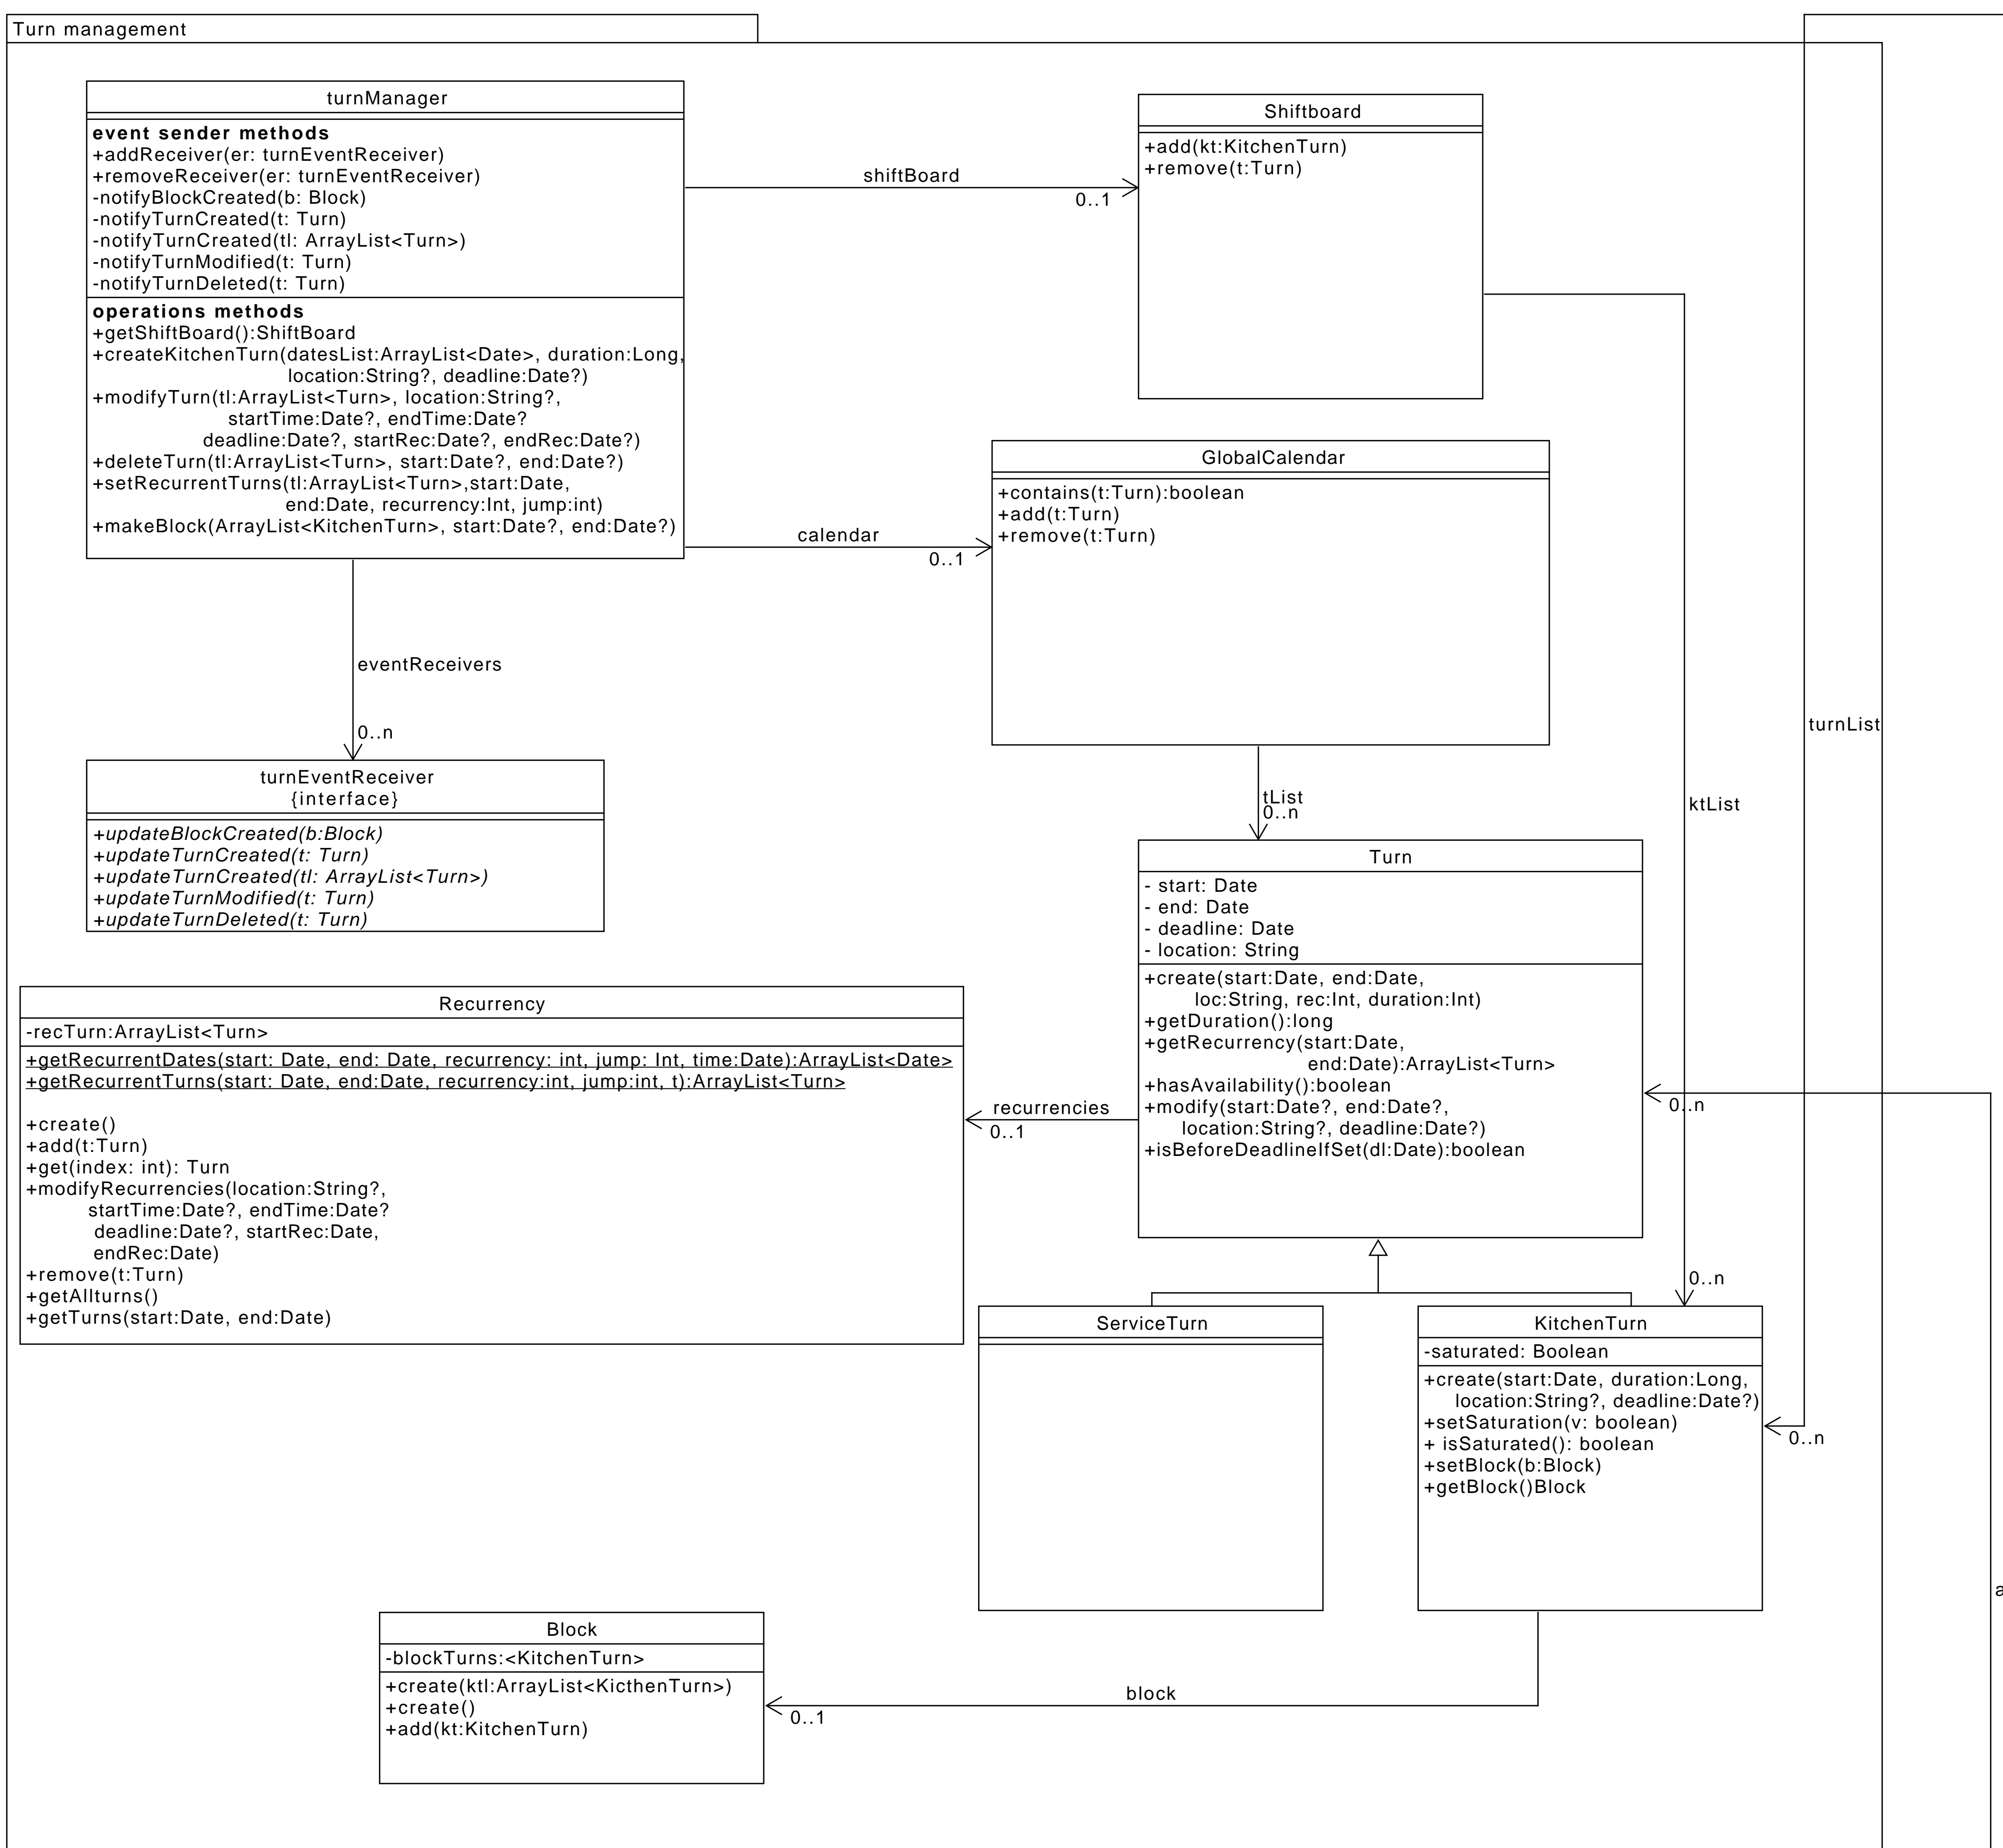 Turn management
turnManager
event sender methods
+addReceiver(er: turnEventReceiver)
+removeReceiver(er: turnEventReceiver)
-notifyBlockCreated(b: Block)
-notifyTurnCreated(t: Turn)
-notifyTurnCreated(tl: ArrayList<Turn>)
-notifyTurnModified(t: Turn)
-notifyTurnDeleted(t: Turn)
operations methods
+getShiftBoard():ShiftBoard
+createKitchenTurn(datesList:ArrayList<Date>, duration:Long,
location:String?, deadline:Date?)
+modifyTurn(tl:ArrayList<Turn>, location:String?,
startTime:Date?, endTime:Date?
deadline:Date?, startRec:Date?, endRec:Date?)
+deleteTurn(tl:ArrayList<Turn>, start:Date?, end:Date?)
+setRecurrentTurns(tl:ArrayList<Turn>,start:Date,
end:Date, recurrency:Int, jump:int)
+makeBlock(ArrayList<KitchenTurn>, start:Date?, end:Date?)
shiftBoard
0..1
Shiftboard
+add(kt:KitchenTurn)
+remove(t:Turn)
calendar
0..1
GlobalCalendar
+contains(t:Turn):boolean
+add(t:Turn)
+remove(t:Turn)
eventReceivers
0..n
turnEventReceiver
{interface}
+updateBlockCreated(b:Block)
+updateTurnCreated(t: Turn)
+updateTurnCreated(tl: ArrayList<Turn>)
+updateTurnModified(t: Turn)
+updateTurnDeleted(t: Turn)
tList
0..n
ktList
turnList
Turn
- start: Date
- end: Date
- deadline: Date
- location: String
+create(start:Date, end:Date,
loc:String, rec:Int, duration:Int)
+getDuration():long
+getRecurrency(start:Date,
end:Date):ArrayList<Turn>
+hasAvailability():boolean
+modify(start:Date?, end:Date?,
location:String?, deadline:Date?)
+isBeforeDeadlineIfSet(dl:Date):boolean
0..n
recurrencies
0..1
Recurrency
-recTurn:ArrayList<Turn>
+getRecurrentDates(start: Date, end: Date, recurrency: int, jump: Int, time:Date):ArrayList<Date>
+getRecurrentTurns(start: Date, end:Date, recurrency:int, jump:int, t):ArrayList<Turn>
+create()
+add(t:Turn)
+get(index: int): Turn
+modifyRecurrencies(location:String?,
startTime:Date?, endTime:Date?
deadline:Date?, startRec:Date,
endRec:Date)
+remove(t:Turn)
+getAllturns()
+getTurns(start:Date, end:Date)
0..n
ServiceTurn
KitchenTurn
-saturated: Boolean
+create(start:Date, duration:Long,
location:String?, deadline:Date?)
+setSaturation(v: boolean)
+ isSaturated(): boolean
+setBlock(b:Block)
+getBlock()Block
0..n
Block
-blockTurns:<KitchenTurn>
+create(ktl:ArrayList<KicthenTurn>)
+create()
+add(kt:KitchenTurn)
block
0..1